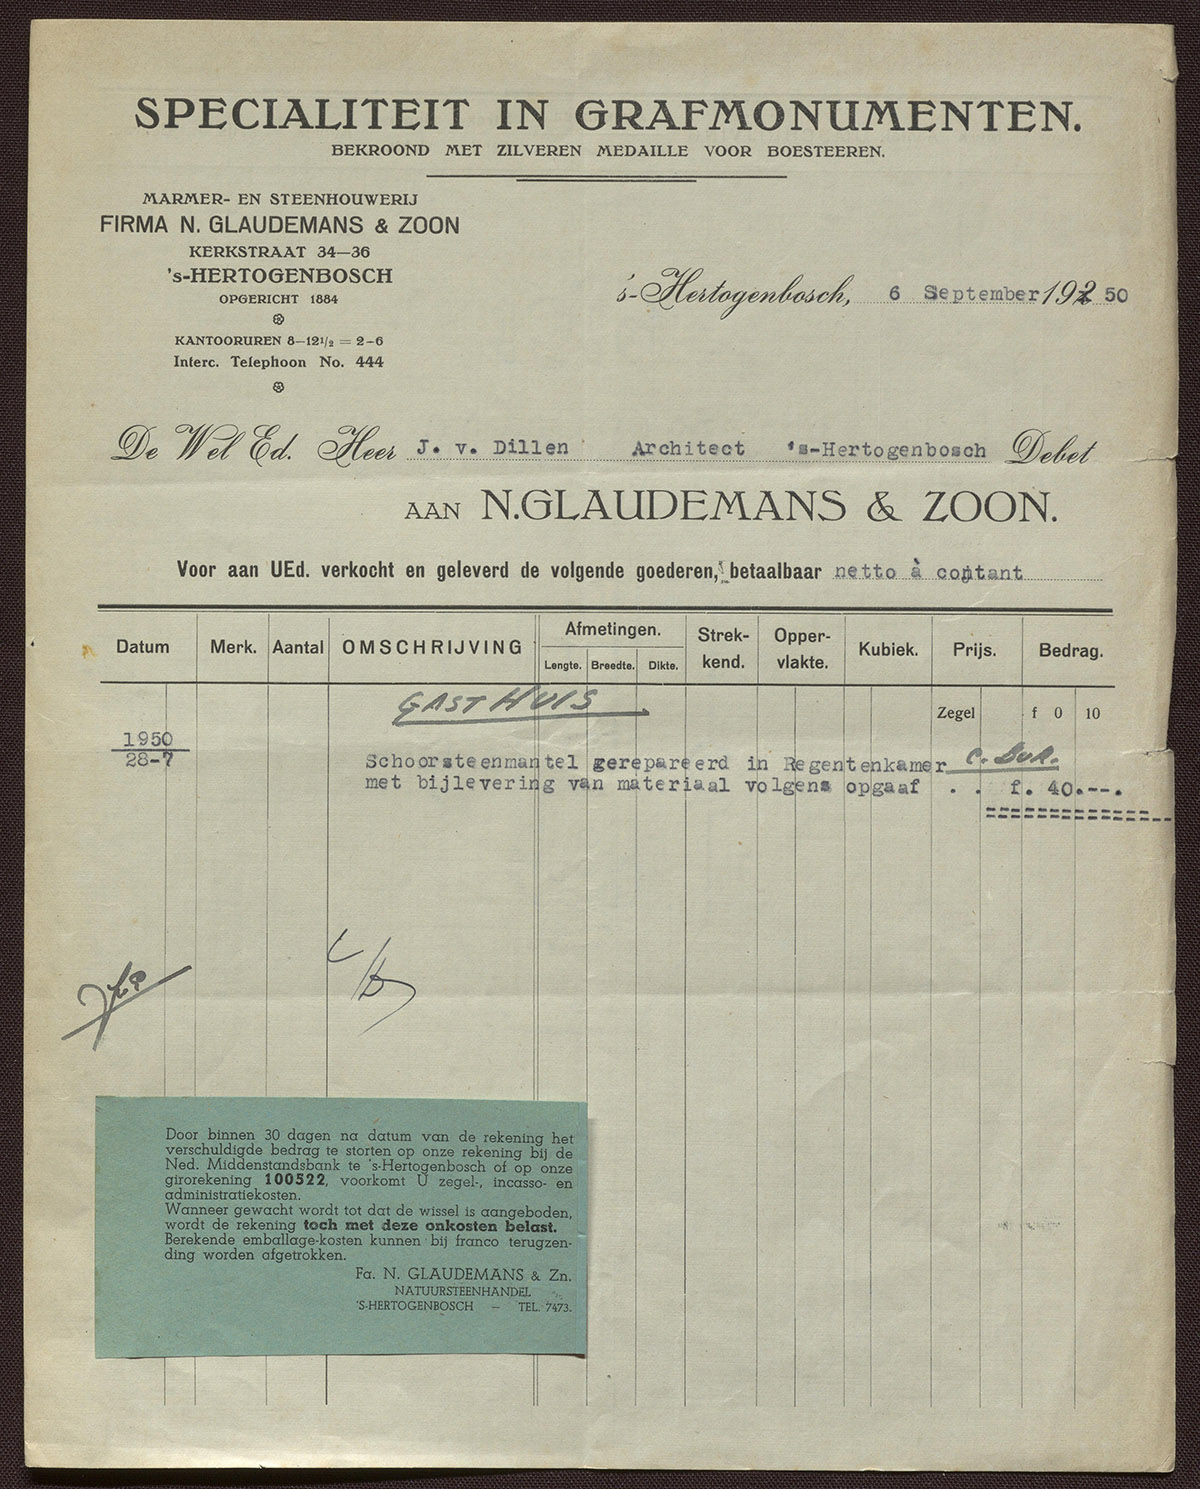 SPECIALITEIT IN GRAFMONUMENTEN.
BEKROOND MET ZILVEREN MEDAILLE VOOR BOESTEEREN.
MARMER- EN STEENHOUWERIJ
FIRMA N. GLAUDEMANS & ZOON
KERKSTRAAT 34—36
's-HERTOGENBOSCH
OPGERICHT 1884
KANTOORUREN 8—12 1/2 = 2-6
Interc. Telephoon No. 444
's-Hertogenbosch, 6 September 192 50
De Wel Ed. Heer J. v. Dillen Architect 's-Hertogenbosch Debet
AAN N. GLAUDEMANS & ZOON.
Voor aan UEd. verkocht en geleverd de volgende goederen, betaalbaar netto à contant
Datum Merk. Aantal OMSCHRIJVING Afmetingen. Lengte. Breedte. Dikte. Strek-kend. Opper-vlakte. Kubiek. Prijs. Bedrag.
GASTHUIS
Zegel f 0 10
1950
28-7
Schoorsteenmantel gerepareerd in Regentenkamer
met bijlevering van materiaal volgens opgaaf . . f. 40.--.
Door binnen 30 dagen na datum van de rekening het
verschuldigde bedrag te storten op onze rekening bij de
Ned. Middenstandsbank te 's-Hertogenbosch of op onze
girorekening 100522, voorkomt U zegel-, incasso- en
administratiekosten.
Wanneer gewacht wordt tot dat de wissel is aangeboden,
wordt de rekening toch met deze onkosten belast.
Berekende emballage-kosten kunnen bij franco terugzen-
ding worden afgetrokken.
Fa. N. GLAUDEMANS & Zn.
NATUURSTEENHANDEL
'S-HERTOGENBOSCH — TEL. 7473.